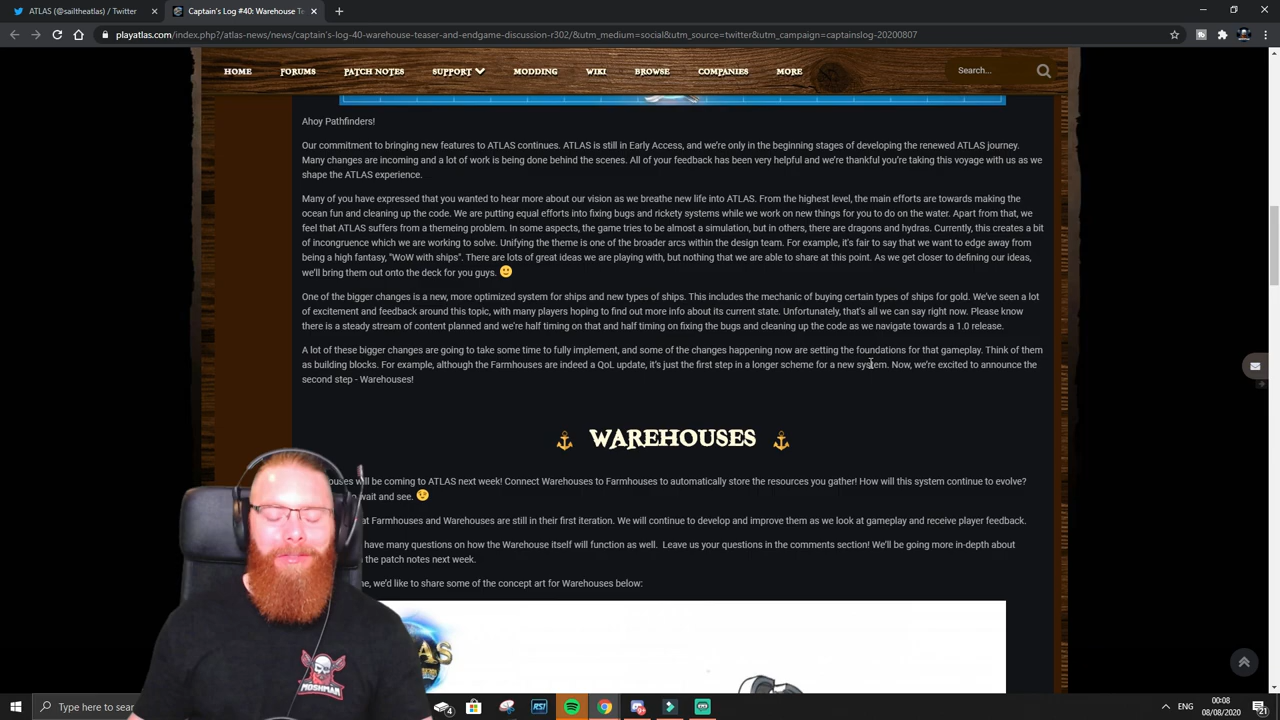 ATLAS (@sailtheatlas) / Twitter
Captain's Log #40: Warehouse Te
playatlas.com/index.php?/atlas-news/news/captain's-log-40-warehouse-teaser-and-endgame-discussion-r302/&utm_medium=social&utm_source=twitter&utm_campaign=captainslog-20200807
HOME FORUMS PATCH NOTES SUPPORT MODDING WIKI BROWSE COMPANIES MORE Search...
Ahoy Pathfinders!
Our commitment to bringing new features to ATLAS continues. ATLAS is still in Early Access, and we're only in the beginning stages of developing the renewed ATLAS journey.
Many changes are incoming and a lot of work is being done behind the scenes. All of your feedback has been very helpful and we're thankful you're taking this voyage with us as we
shape the ATLAS experience.
Many of you have expressed that you wanted to hear more about our vision as we breathe new life into ATLAS. From the highest level, the main efforts are towards making the
ocean fun and cleaning up the code. We are putting equal efforts into fixing bugs and rickety systems while we work on new things for you to do on the water. Apart from that, we
feel that ATLAS suffers from a theming problem. In some aspects, the game tries to be almost a simulation, but in others, there are dragons and hydras. Currently, this creates a bit
of incongruence which we are working to solve. Unifying the theme is one of the broader arcs within the design team. For example, it's fair to say that we want to edge away from
being a high fantasy, "WoW with ships". There are lots of great ideas we are playing with, but nothing that we are able to share at this point. As we get closer to defining our ideas,
we'll bring them out onto the deck for you guys.
One of the bigger changes is a new, more optimized system for ships and new types of ships. This includes the mechanic of buying certain types of ships for gold. We've seen a lot
of excitement and feedback around this topic, with many players hoping to find out more info about its current state. Unfortunately, that's all we can say right now. Please know
there is a steady stream of content planned and we're half timing on that and half timing on fixing the bugs and cleaning up the code as we navigate towards a 1.0 release.
A lot of these bigger changes are going to take some time to fully implement, and some of the changes happening now are setting the foundations for that gameplay. Think of them
as building blocks. For example, although the Farmhouses are indeed a QoL update, it's just the first step in a longer scheme for a new system. Now, we're excited to announce the
second step - Warehouses!
WAREHOUSES
ouses will be coming to ATLAS next week! Connect Warehouses to Farmhouses to automatically store the resources you gather! How will this system continue to evolve?
wait and see.
at Farmhouses and Warehouses are still in their first iteration. We will continue to develop and improve them as we look at gameplay and receive player feedback.
have many questions on how the Warehouse itself will function as well. Leave us your questions in the comments section! We'll be going more in-depth about
the patch notes next week.
we'd like to share some of the concept art for Warehouses below:
MOSHMAN
Type here to sear
ENG
00:08
08/08/2020